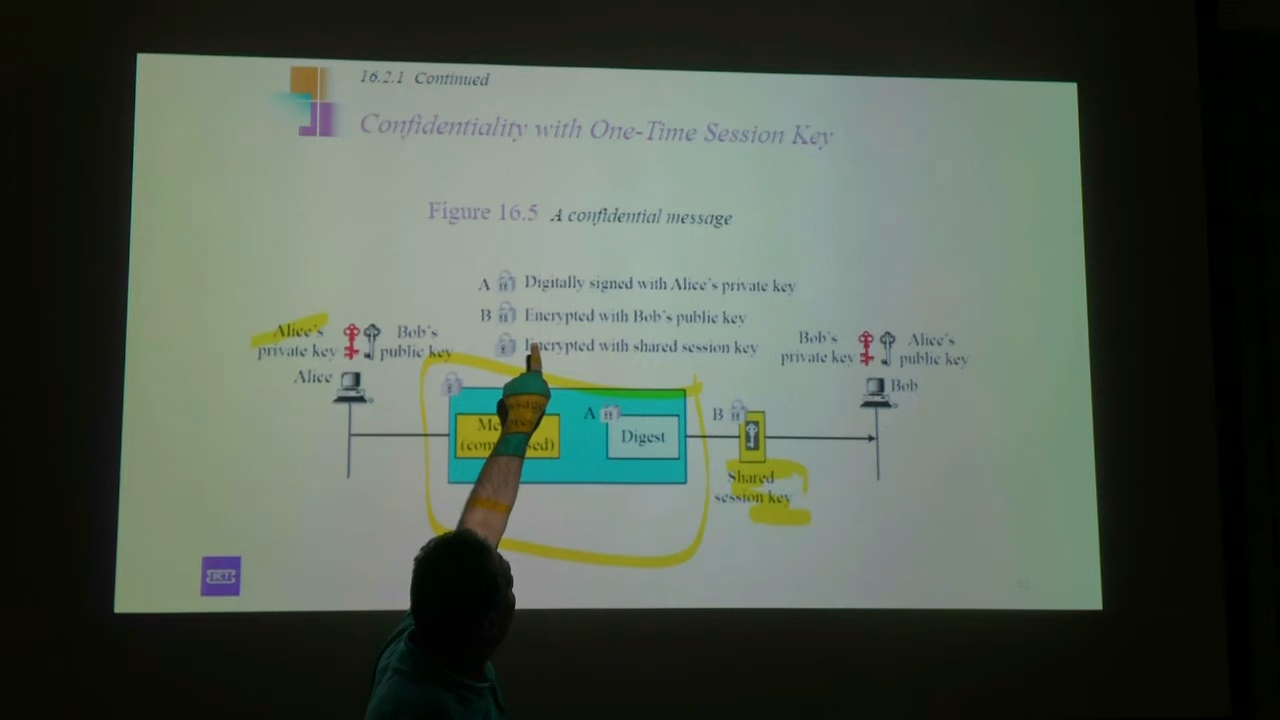 16.2.1 Continued
Confidentiality with One-Time Session Key
Figure 16.5 A confidential message
A Digitally signed with Alice's private key
B Encrypted with Bob's public key
Encrypted with shared session key
Alice's
private key
Bob's
public key
Bob's
private key
Alice's
public key
Alice
Bob
A
Digest
B
Shared
session key